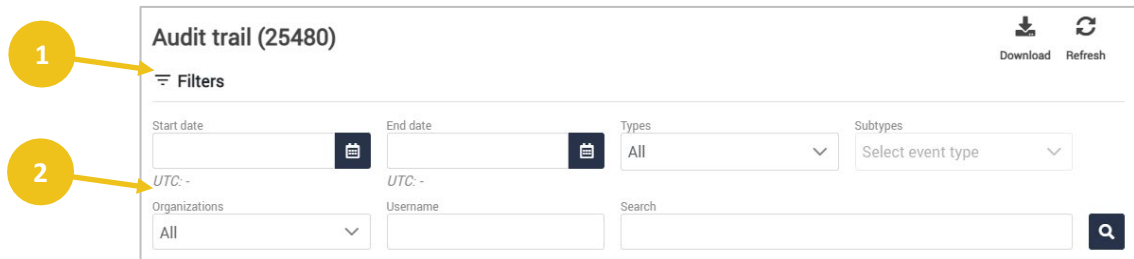 Audit trail (25480)
Download Refresh
1
Filters
Start date End date Types Subtypes
All Select event type
2
UTC: - UTC: -
Organizations Username Search
All